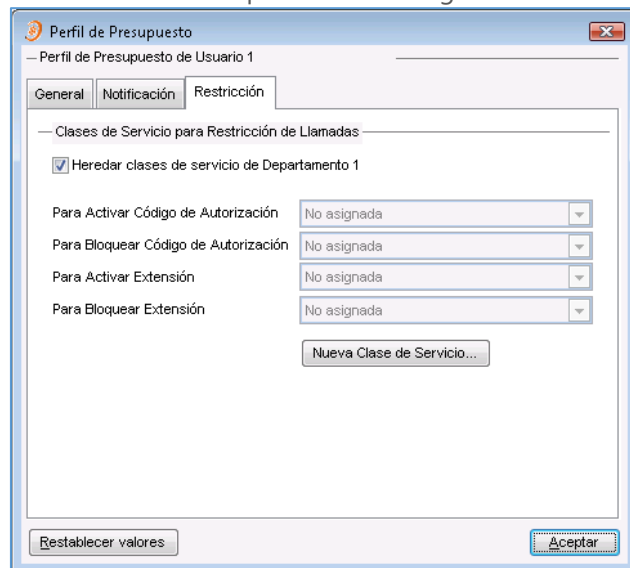 Perfil de Presupuesto
Perfil de Presupuesto de Usuario 1
General Notificación Restricción
Clases de Servicio para Restricción de Llamadas
Heredar clases de servicio de Departamento 1
Para Activar Código de Autorización No asignada
Para Bloquear Código de Autorización No asignada
Para Activar Extensión No asignada
Para Bloquear Extensión No asignada
Nueva Clase de Servicio...
Restablecer valores Aceptar